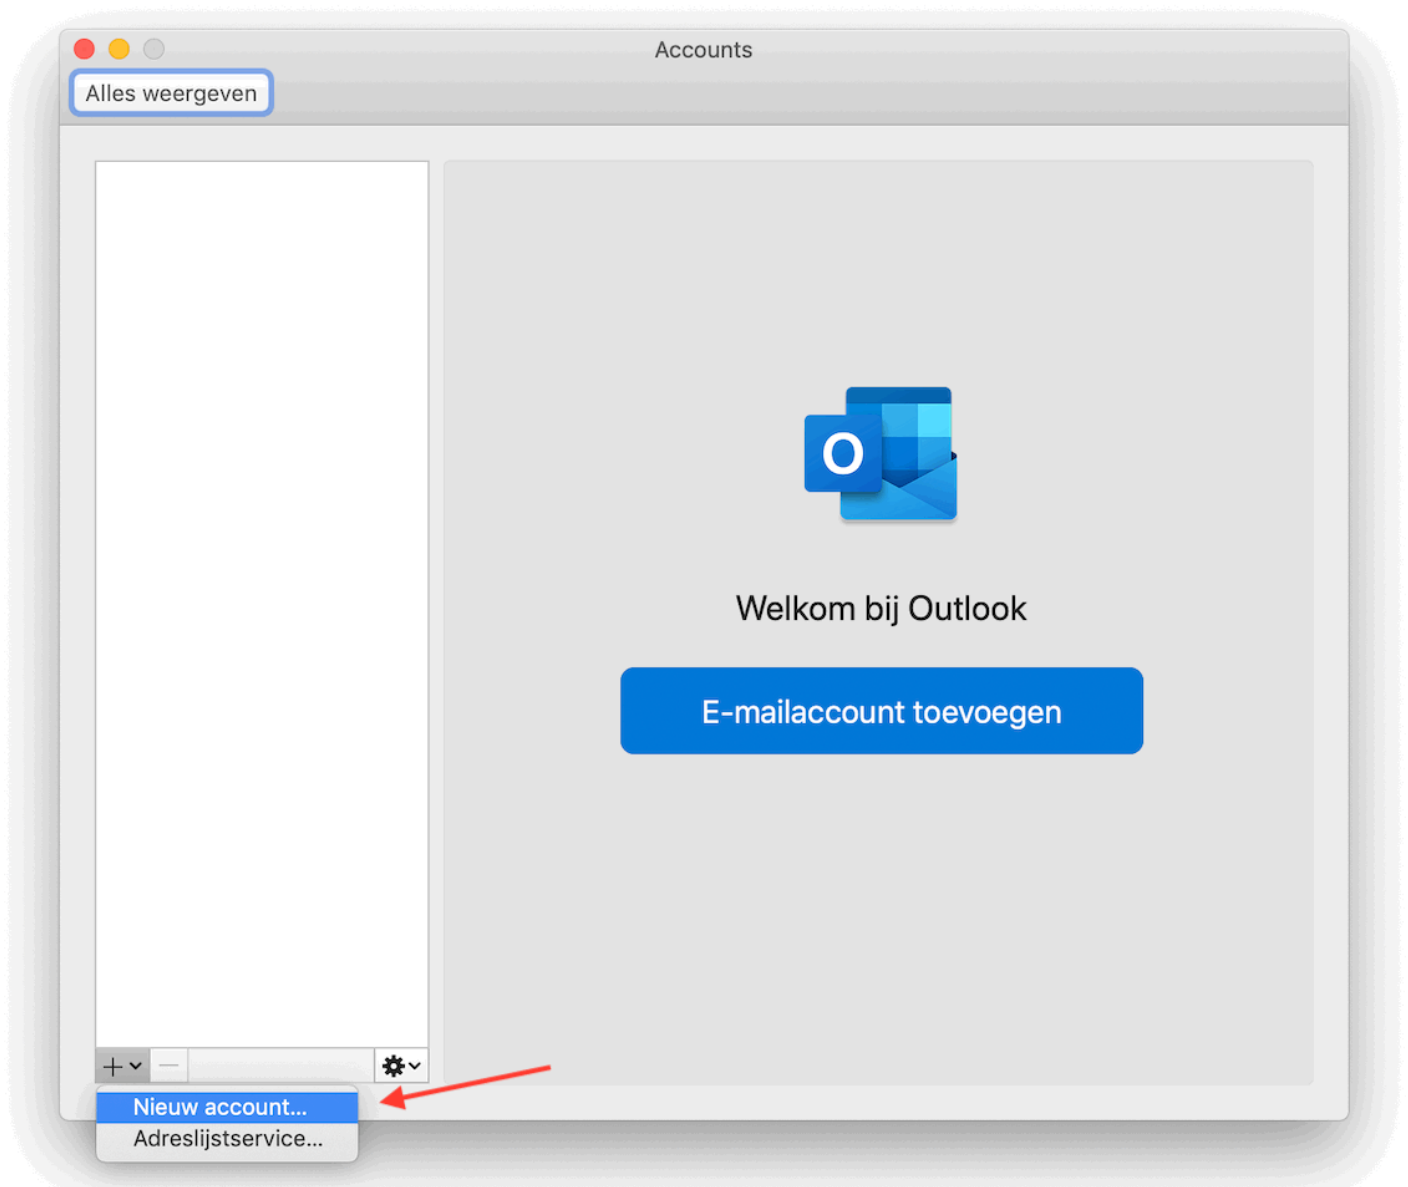 Accounts
Alles weergeven
O
Welkom bij Outlook
E-mailaccount toevoegen
Nieuw account...
Adreslijstservice...